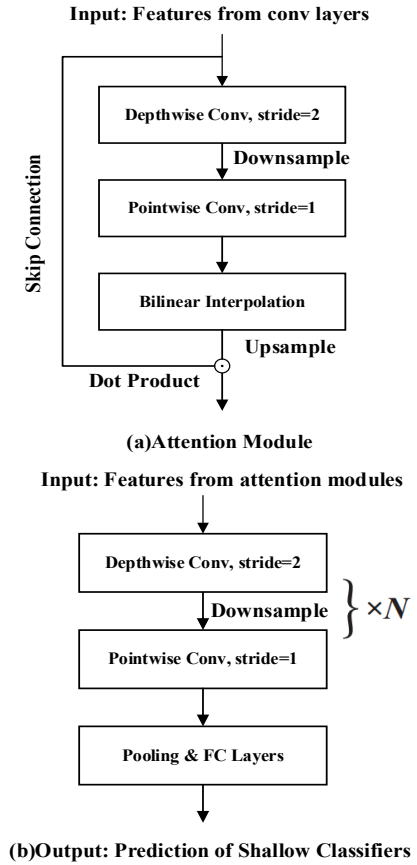 Input: Features from conv layers
Depthwise Conv, stride=2
Downsample
Pointwise Conv, stride=1
Skip Connection
Bilinear Interpolation
Upsample
Dot Product
(a)Attention Module
Input: Features from attention modules
Depthwise Conv, stride=2
Downsample
} ×N
Pointwise Conv, stride=1
Pooling & FC Layers
(b)Output: Prediction of Shallow Classifiers